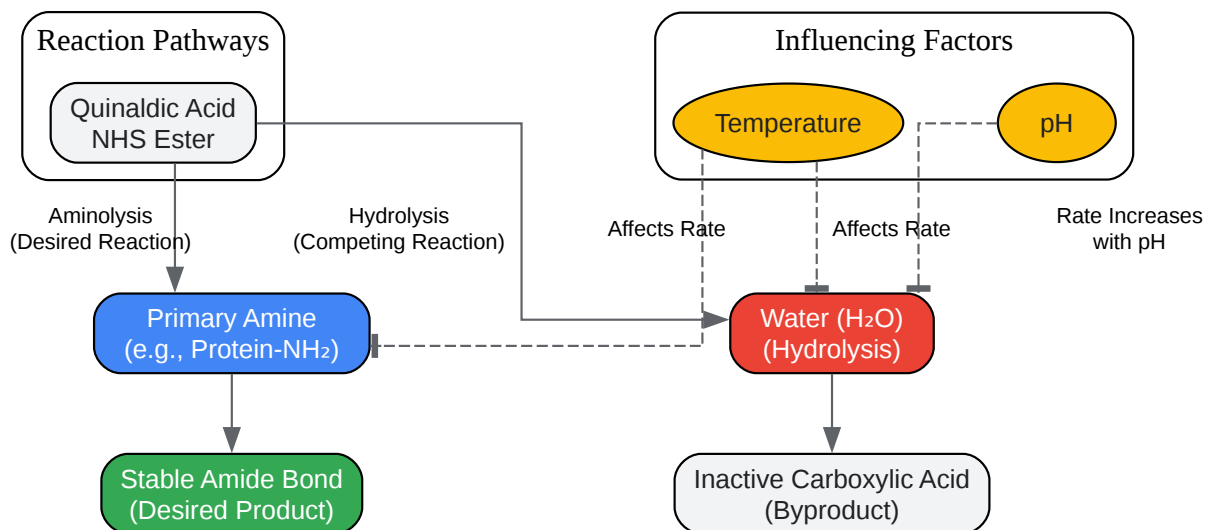 Reaction Pathways
Influencing Factors
Quinaldic Acid
NHS Ester
Temperature
pH
Aminolysis
(Desired Reaction)
Hydrolysis
(Competing Reaction)
Affects Rate
Affects Rate
Rate Increases
with pH
Primary Amine
(e.g., Protein-NH₂)
Water (H₂O)
(Hydrolysis)
Stable Amide Bond
(Desired Product)
Inactive Carboxylic Acid
(Byproduct)